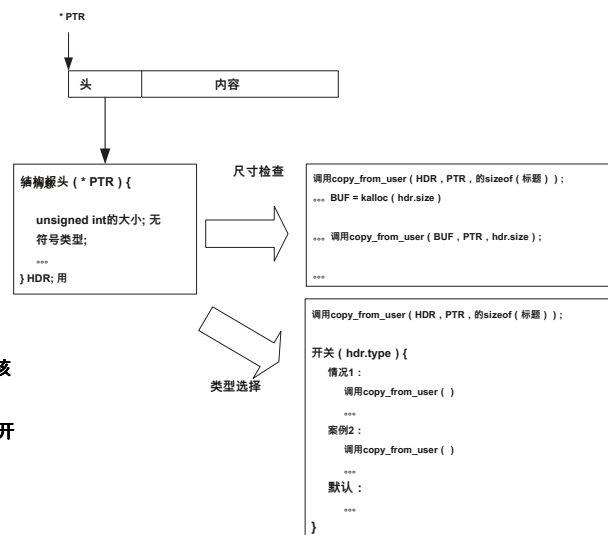 * PTR
头 内容
结构报头 ( * PTR ) {
unsigned int的大小; 无
符号类型;
。。。
} HDR; 用
尺寸检查
类型选择
调用copy_from_user ( HDR , PTR , 的sizeof ( 标题 ) ) ;
。。。 BUF = kalloc ( hdr.size )
。。。 调用copy_from_user ( BUF , PTR , hdr.size ) ;
。。。
调用copy_from_user ( HDR , PTR , 的sizeof ( 标题 ) ) ;
开关 ( hdr.type ) {
情况1 :
调用copy_from_user ( )
。。。
案例2 :
调用copy_from_user ( )
。。。
默认 :
。。。
}
开